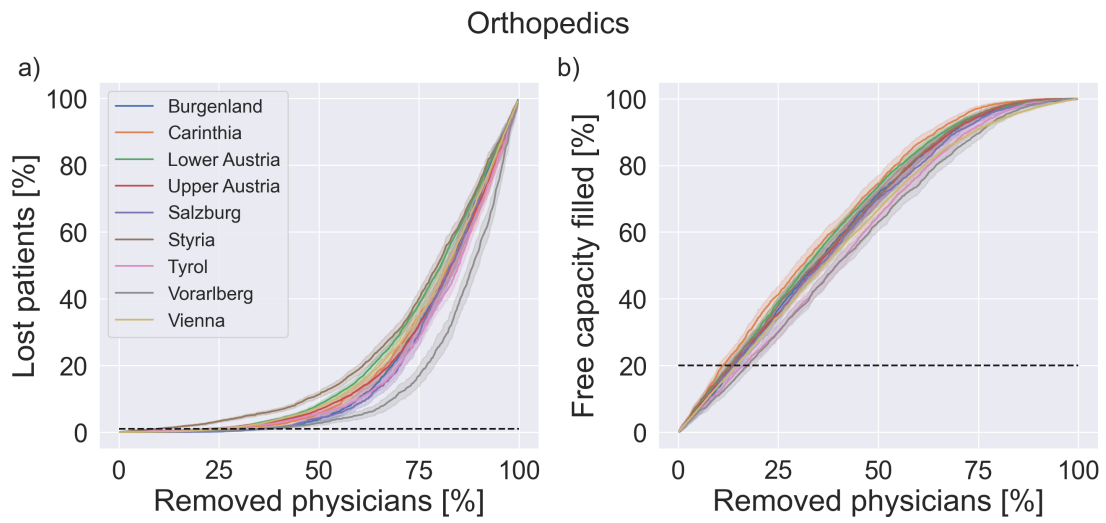 Orthopedics
a)
b)
Lost patients [%]
100
80
60
40
20
0
Burgenland
Carinthia
Lower Austria
Upper Austria
Salzburg
Styria
Tyrol
Vorarlberg
Vienna
0 25 50 75 100
Removed physicians [%]
Free capacity filled [%]
100
80
60
40
20
0
0 25 50 75 100
Removed physicians [%]